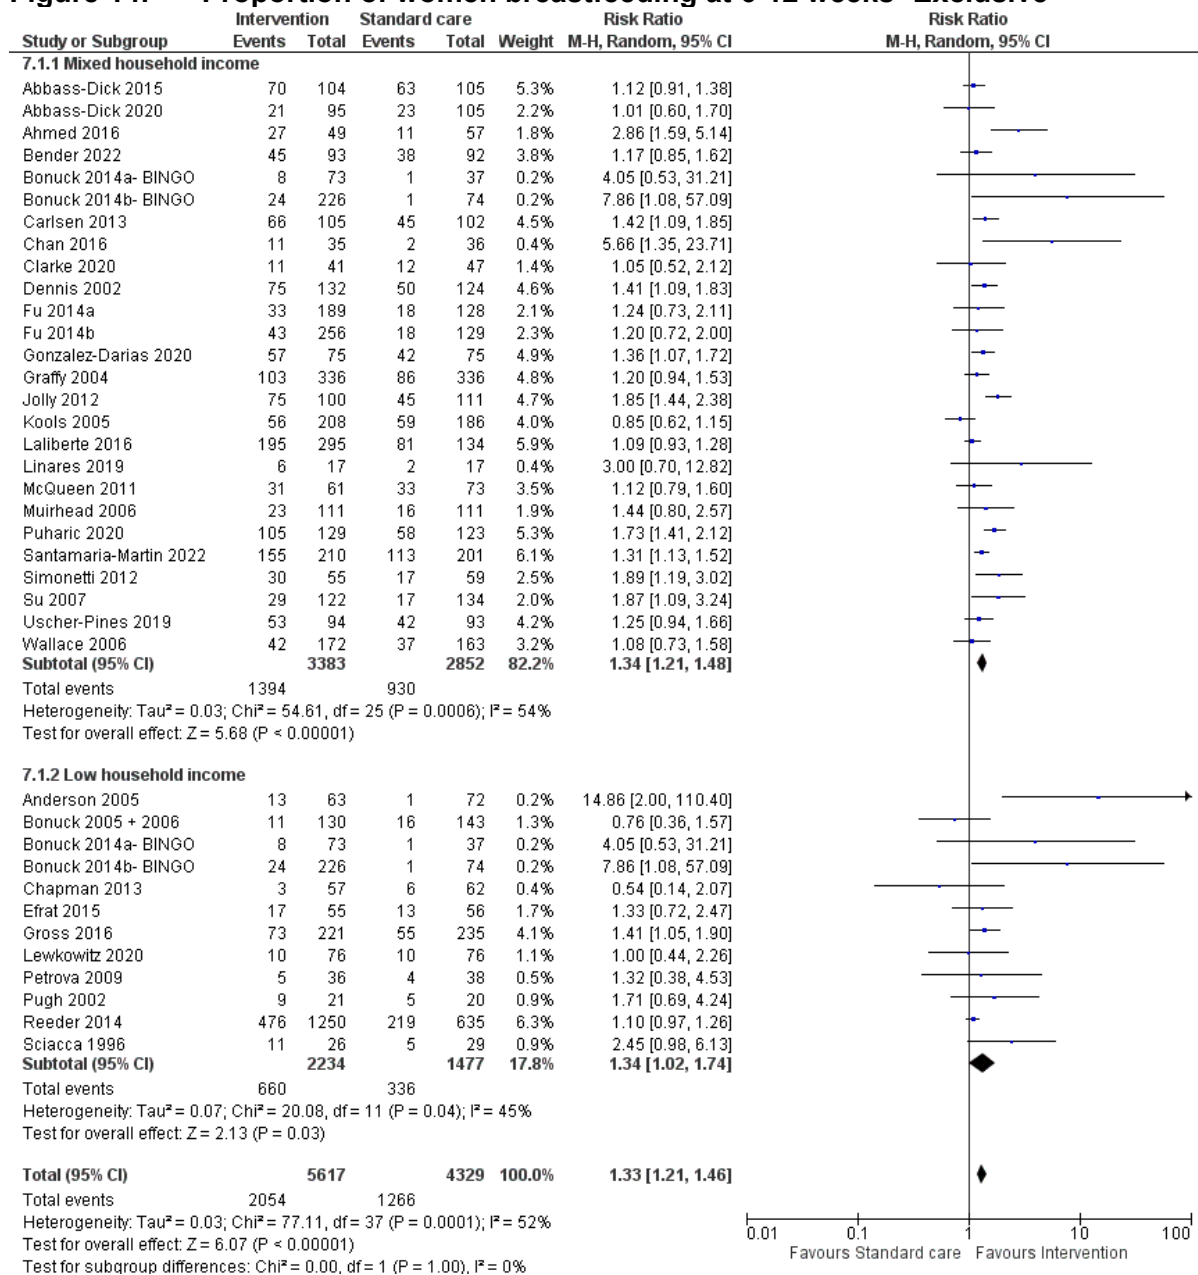 Figure 14: Proportion of women breastfeeding at 6-12 weeks- Exclusive
Intervention Standard care Risk Ratio Risk Ratio
Study or Subgroup Events Total Events Total Weight M-H, Random, 95% CI M-H, Random, 95% CI
7.1.1 Mixed household income
Abbass-Dick 2015 70 104 63 105 5.3% 1.12 [0.91, 1.38]
Abbass-Dick 2020 21 95 23 105 2.2% 1.01 [0.60, 1.70]
Ahmed 2016 27 49 11 57 1.8% 2.86 [1.59, 5.14]
Bender 2022 45 93 38 92 3.8% 1.17 [0.85, 1.62]
Bonuck 2014a- BINGO 8 73 1 37 0.2% 4.05 [0.53, 31.21]
Bonuck 2014b- BINGO 24 226 1 74 0.2% 7.86 [1.08, 57.09]
Carlsen 2013 66 105 45 102 4.5% 1.42 [1.09, 1.85]
Chan 2016 11 35 2 36 0.4% 5.66 [1.35, 23.71]
Clarke 2020 11 41 12 47 1.4% 1.05 [0.52, 2.12]
Dennis 2002 75 132 50 124 4.6% 1.41 [1.09, 1.83]
Fu 2014a 33 189 18 128 2.1% 1.24 [0.73, 2.11]
Fu 2014b 43 256 18 129 2.3% 1.20 [0.72, 2.00]
Gonzalez-Darias 2020 57 75 42 75 4.9% 1.36 [1.07, 1.72]
Graffy 2004 103 336 86 336 4.8% 1.20 [0.94, 1.53]
Jolly 2012 75 100 45 111 4.7% 1.85 [1.44, 2.38]
Kools 2005 56 208 59 186 4.0% 0.85 [0.62, 1.15]
Laliberte 2016 195 295 81 134 5.9% 1.09 [0.93, 1.28]
Linares 2019 6 17 2 17 0.4% 3.00 [0.70, 12.82]
McQueen 2011 31 61 33 73 3.5% 1.12 [0.79, 1.60]
Muirhead 2006 23 111 16 111 1.9% 1.44 [0.80, 2.57]
Puharic 2020 105 129 58 123 5.3% 1.73 [1.41, 2.12]
Santamaria-Martin 2022 155 210 113 201 6.1% 1.31 [1.13, 1.52]
Simonetti 2012 30 55 17 59 2.5% 1.89 [1.19, 3.02]
Su 2007 29 122 17 134 2.0% 1.87 [1.09, 3.24]
Uscher-Pines 2019 53 94 42 93 4.2% 1.25 [0.94, 1.66]
Wallace 2006 42 172 37 163 3.2% 1.08 [0.73, 1.58]
Subtotal (95% CI) 3383 2852 82.2% 1.34 [1.21, 1.48]
Total events 1394 930
Heterogeneity: Tau² = 0.03; Chi² = 54.61, df = 25 (P = 0.0006); I² = 54%
Test for overall effect: Z = 5.68 (P < 0.00001)
7.1.2 Low household income
Anderson 2005 13 63 1 72 0.2% 14.86 [2.00, 110.40]
Bonuck 2005 + 2006 11 130 16 143 1.3% 0.76 [0.36, 1.57]
Bonuck 2014a- BINGO 8 73 1 37 0.2% 4.05 [0.53, 31.21]
Bonuck 2014b- BINGO 24 226 1 74 0.2% 7.86 [1.08, 57.09]
Chapman 2013 3 57 6 62 0.4% 0.54 [0.14, 2.07]
Efrat 2015 17 55 13 56 1.7% 1.33 [0.72, 2.47]
Gross 2016 73 221 55 235 4.1% 1.41 [1.05, 1.90]
Lewkowitz 2020 10 76 10 76 1.1% 1.00 [0.44, 2.26]
Petrova 2009 5 36 4 38 0.5% 1.32 [0.38, 4.53]
Pugh 2002 9 21 5 20 0.9% 1.71 [0.69, 4.24]
Reeder 2014 476 1250 219 635 6.3% 1.10 [0.97, 1.26]
Sciacca 1996 11 26 5 29 0.9% 2.45 [0.98, 6.13]
Subtotal (95% CI) 2234 1477 17.8% 1.34 [1.02, 1.74]
Total events 660 336
Heterogeneity: Tau² = 0.07; Chi² = 20.08, df = 11 (P = 0.04); I² = 45%
Test for overall effect: Z = 2.13 (P = 0.03)
Total (95% CI) 5617 4329 100.0% 1.33 [1.21, 1.46]
Total events 2054 1266
Heterogeneity: Tau² = 0.03; Chi² = 77.11, df = 37 (P = 0.0001); I² = 52%
Test for overall effect: Z = 6.07 (P < 0.00001)
Test for subgroup differences: Chi² = 0.00, df = 1 (P = 1.00), I² = 0%
0.01 0.1 1 10 100
Favours Standard care Favours Intervention